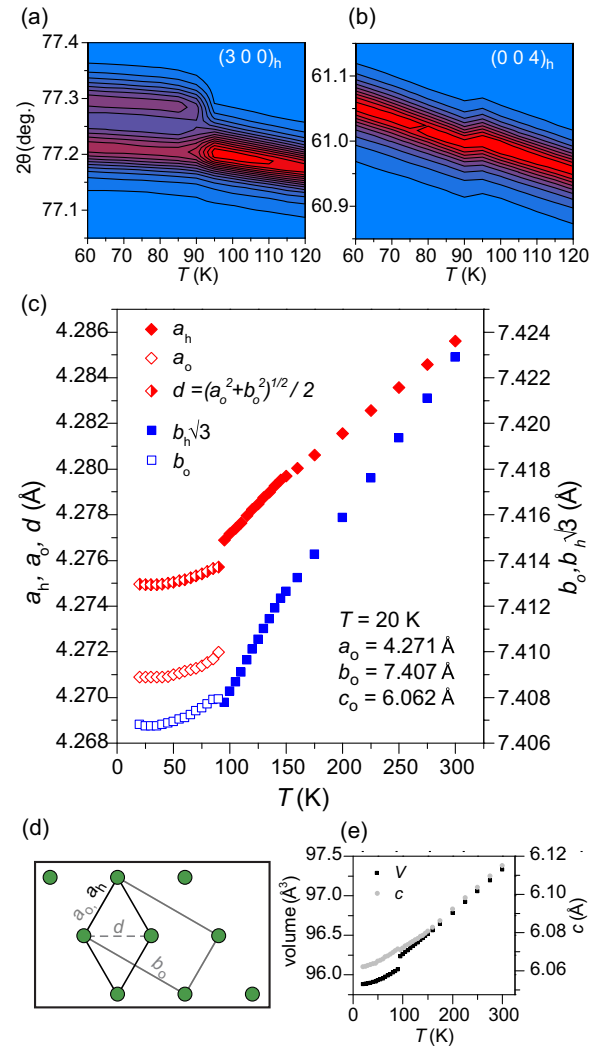 (a)
(b)
77.4
77.3
77.2
77.1
2θ(deg.)
(3 0 0)h
60 70 80 90 100 110 120
T (K)
61.1
61.0
60.9
(0 0 4)h
60 70 80 90 100 110 120
T (K)
(c)
4.286
4.284
4.282
4.280
4.278
4.276
4.274
4.272
4.270
4.268
ah, ao, d (Å)
ah
ao
d =(ao²+bo²)1/2/ 2
bh√3
bo
T = 20 K
ao = 4.271 Å
bo = 7.407 Å
co = 6.062 Å
7.424
7.422
7.420
7.418
7.416
7.414
7.412
7.410
7.408
7.406
bo, bh√3 (Å)
0 50 100 150 200 250 300
T (K)
(d)
ao, ah
d
bo
(e)
97.5
97.0
96.5
96.0
volume (Å³)
V
c
6.12
6.10
6.08
6.06
c (Å)
0 50 100 150 200 250 300
T (K)